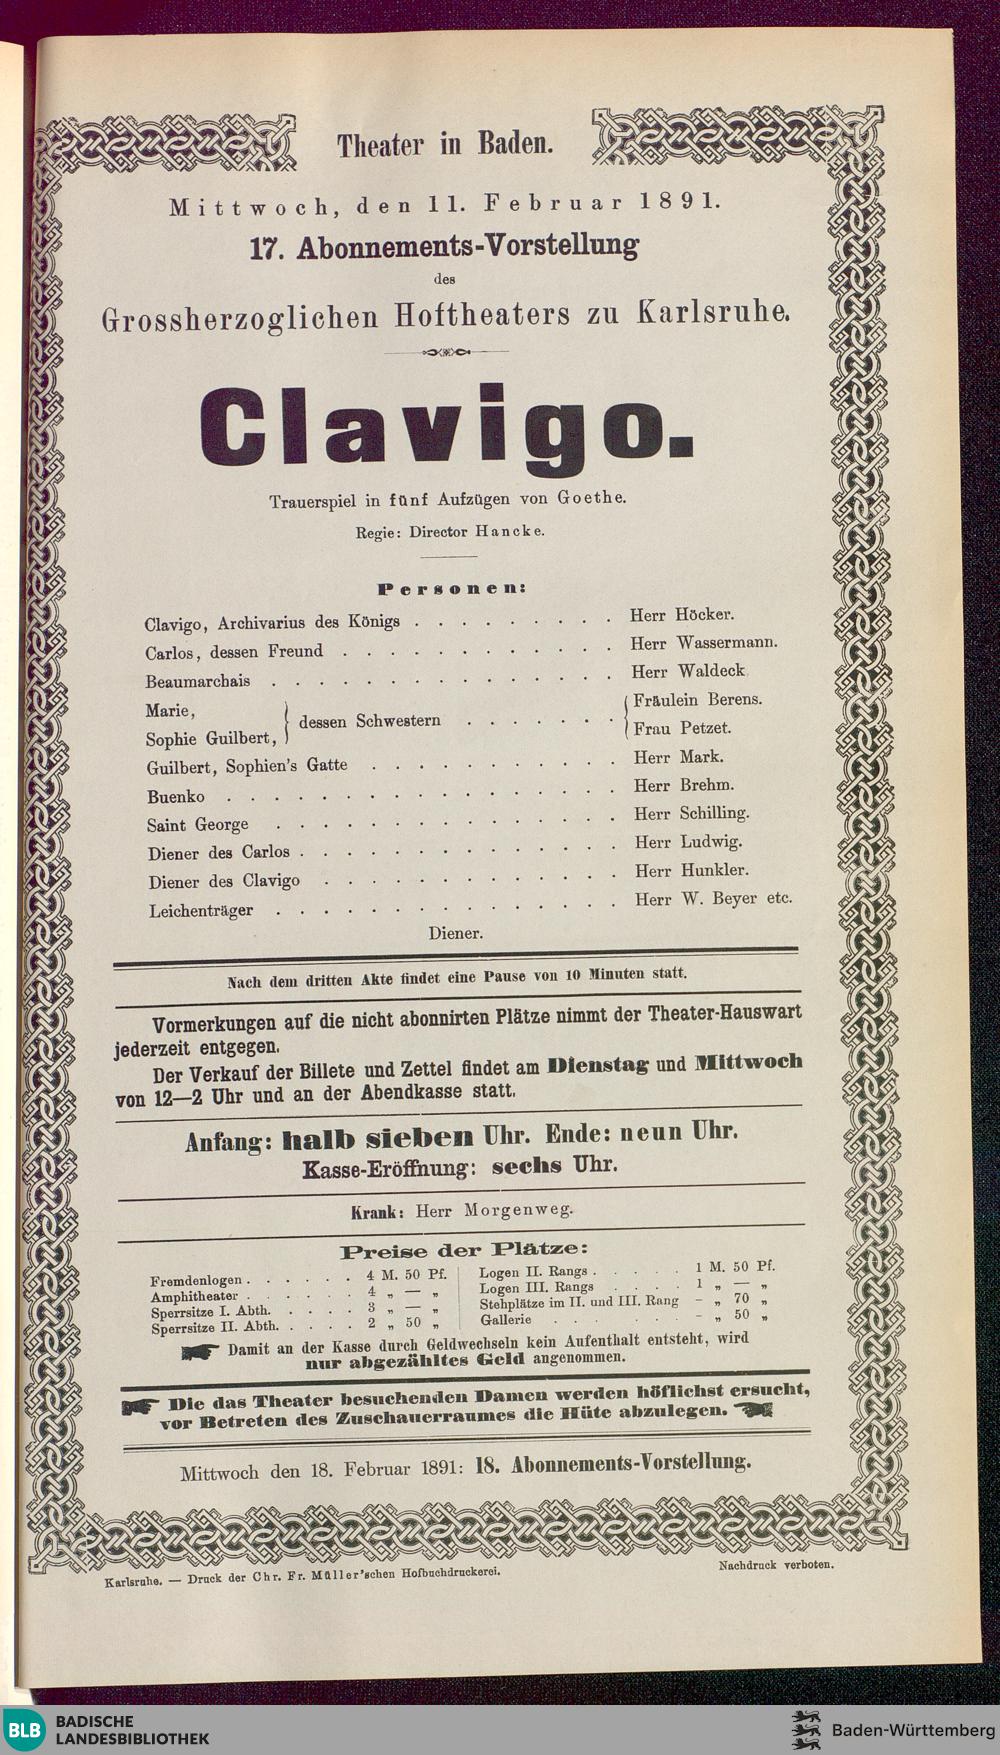 Theater in Baden.
Mittwoch, den 11. Februar 1891.
17. Abonnements-Vorstellung
des
Grossherzoglichen Hoftheaters zu Karlsruhe.
Clavigo.
Trauerspiel in fünf Aufzügen von Goethe.
Regie: Director Hancke.
Personen:
Clavigo, Archivarius des Königs . . . . . . . . . Herr Höcker.
Carlos, dessen Freund . . . . . . . . . . . . Herr Wassermann.
Beaumarchais . . . . . . . . . . . . . . . Herr Waldeck
Marie, Fräulein Berens.
dessen Schwestern . . . . . . .
Sophie Guilbert, Frau Petzet.
Guilbert, Sophien's Gatte . . . . . . . . . . . Herr Mark.
Buenko . . . . . . . . . . . . . . . . . Herr Brehm.
Saint George . . . . . . . . . . . . . . . Herr Schilling.
Diener des Carlos . . . . . . . . . . . . . . Herr Ludwig.
Diener des Clavigo . . . . . . . . . . . . . Herr Hunkler.
Leichenträger . . . . . . . . . . . . . . . Herr W. Beyer etc.
Diener.
Nach dem dritten Akte findet eine Pause von 10 Minuten statt.
Vormerkungen auf die nicht abonnirten Plätze nimmt der Theater-Hauswart
jederzeit entgegen.
Der Verkauf der Billete und Zettel findet am Dienstag und Mittwoch
von 12—2 Uhr und an der Abendkasse statt.
Anfang: halb sieben Uhr. Ende: neun Uhr.
Kasse-Eröffnung: sechs Uhr.
Krank: Herr Morgenweg.
Preise der Plätze:
Fremdenlogen . . . . . . 4 M. 50 Pf.
Amphitheater . . . . . . 4 „ — „
Sperrsitze I. Abth. . . . . 3 „ — „
Sperrsitze II. Abth. . . . . 2 „ 50 „
Logen II. Rangs . . . . . 1 M. 50 Pf.
Logen III. Rangs . . . . 1 „ — „
Stehplätze im II. und III. Rang – „ 70 „
Gallerie . . . . . . . – „ 50 „
Damit an der Kasse durch Geldwechseln kein Aufenthalt entsteht, wird
nur abgezähltes Geld angenommen.
Die das Theater besuchenden Damen werden höflichst ersucht,
vor Betreten des Zuschauerraumes die Hüte abzulegen.
Mittwoch den 18. Februar 1891: 18. Abonnements-Vorstellung.
Karlsruhe. — Druck der Chr. Fr. Müller'schen Hofbuchdruckerei.
Nachdruck verboten.
BLB
BADISCHE
LANDESBIBLIOTHEK
Baden-Württemberg